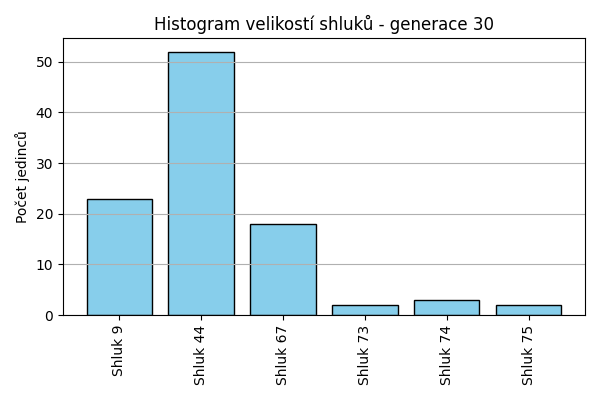 Histogram velikostí shluků - generace 30
Počet jedinců
50
40
30
20
10
0
Shluk 9
Shluk 44
Shluk 67
Shluk 73
Shluk 74
Shluk 75